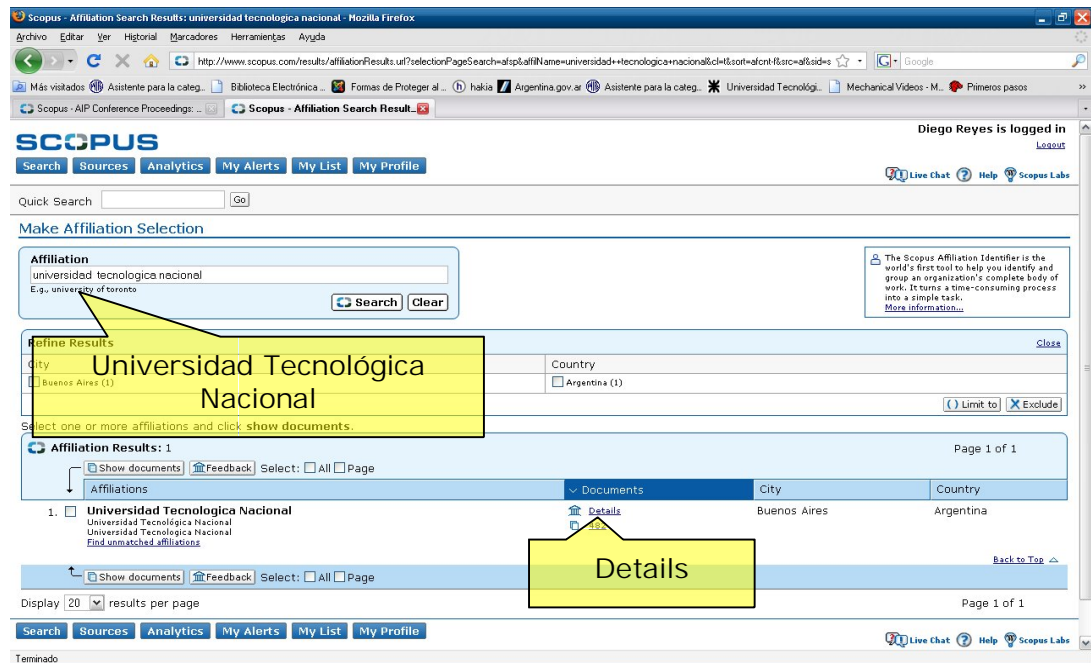 Scopus - Affiliation Search Results: universidad tecnologica nacional - Mozilla Firefox
Archivo Editar Ver Historial Marcadores Herramientas Ayuda
http://www.scopus.com/results/affiliationResults.url?selectionPageSearch=afsp&affilName=universidad++tecnologica+nacional&cl=t&sort=afcnt-f&src=af&sid=s
Google
Más visitados Asistente para la categ... Biblioteca Electrónica ... Formas de Proteger al ... hakia Argentina.gov.ar Asistente para la categ... Universidad Tecnológi... Mechanical Videos - M... Primeros pasos »
Scopus - AIP Conference Proceedings: ... Scopus - Affiliation Search Result...
SCOPUS
Diego Reyes is logged in
Logout
Search Sources Analytics My Alerts My List My Profile
Live Chat Help Scopus Labs
Quick Search Go
Make Affiliation Selection
Affiliation
universidad tecnologica nacional
E.g., university of toronto
Search Clear
The Scopus Affiliation Identifier is the
world's first tool to help you identify and
group an organization's complete body of
work. It turns a time-consuming process
into a simple task.
More information...
Refine Results Close
City Country
Buenos Aires (1) Argentina (1)
Universidad Tecnológica
Nacional
Limit to Exclude
Select one or more affiliations and click show documents.
Affiliation Results: 1 Page 1 of 1
Show documents Feedback Select: All Page
Affiliations Documents City Country
1. Universidad Tecnologica Nacional Details Buenos Aires Argentina
Universidad Tecnológica Nacional
Universidad Tecnologica Nacional
Find unmatched affiliations
Details
Back to Top
Show documents Feedback Select: All Page
Display 20 results per page Page 1 of 1
Search Sources Analytics My Alerts My List My Profile
Live Chat Help Scopus Labs
Terminado